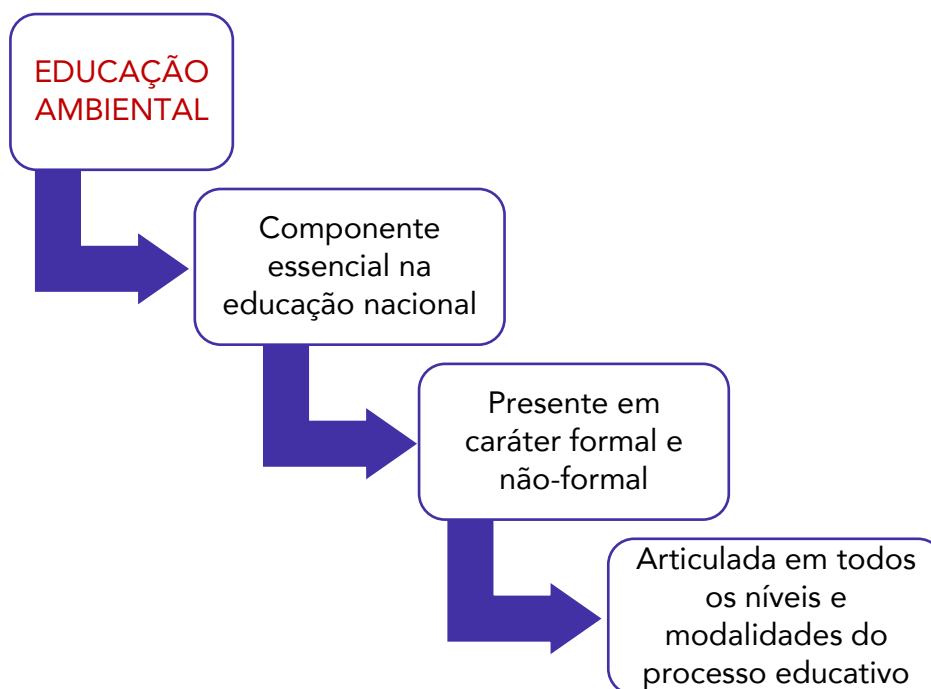 EDUCAÇÃO
AMBIENTAL
Componente
essencial na
educação nacional
Presente em
caráter formal e
não-formal
Articulada em todos
os níveis e
modalidades do
processo educativo